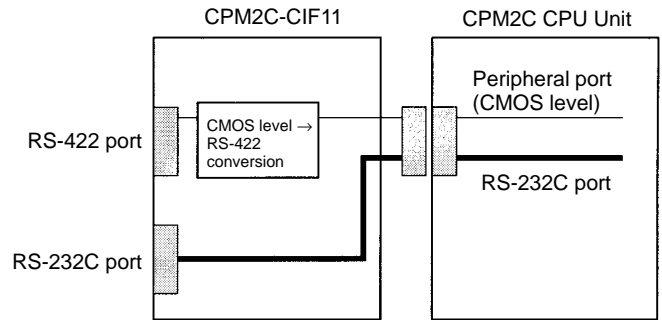 CPM2C-CIF11
CPM2C CPU Unit
Peripheral port
(CMOS level)
RS-422 port
CMOS level →
RS-422
conversion
RS-232C port
RS-232C port